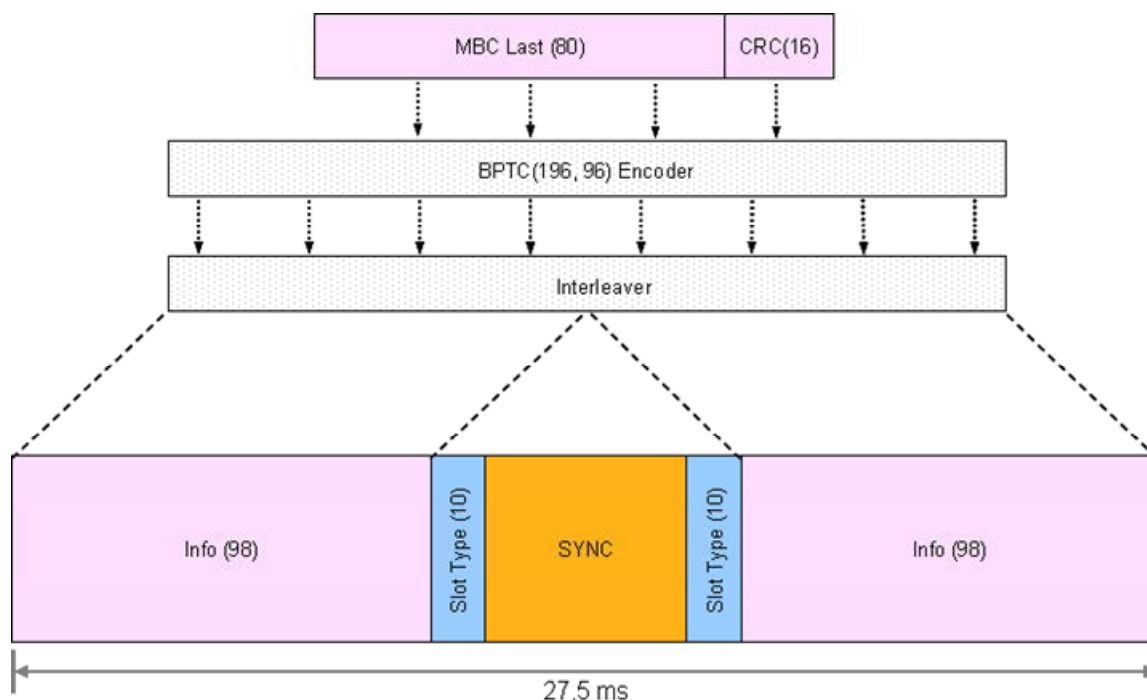 MBC Last (80)
CRC(16)
BPTC(196, 96) Encoder
Interleaver
Info (98)
Slot Type (10)
SYNC
Slot Type (10)
Info (98)
27.5 ms